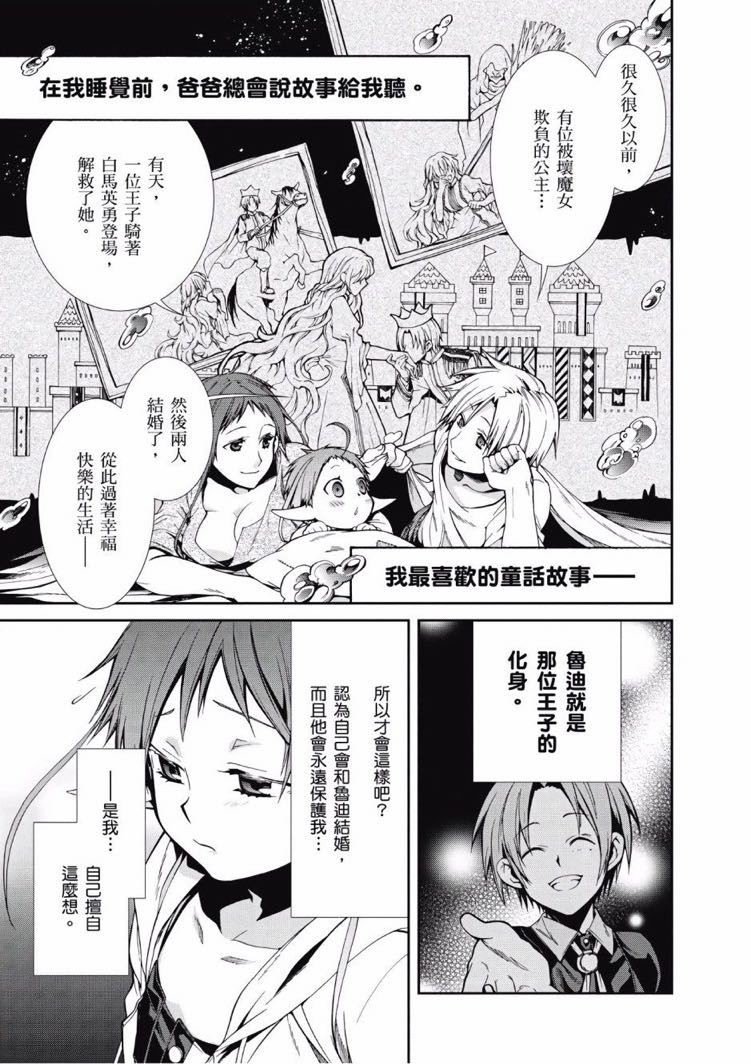 在我睡覺前，爸爸總會說故事給我聽。
很久很久以前，
有位被壞魔女
欺負的公主…
有天，
一位王子騎著
白馬英勇登場，
解救了她。
然後兩人
結婚了，
從此過著幸福
快樂的生活——
我最喜歡的童話故事——
魯迪就是
那位王子的
化身。
所以才會這樣吧？
認為自己會和魯迪結婚，
而且他會永遠保護我…
——是我…
自己擅自
這麼想。